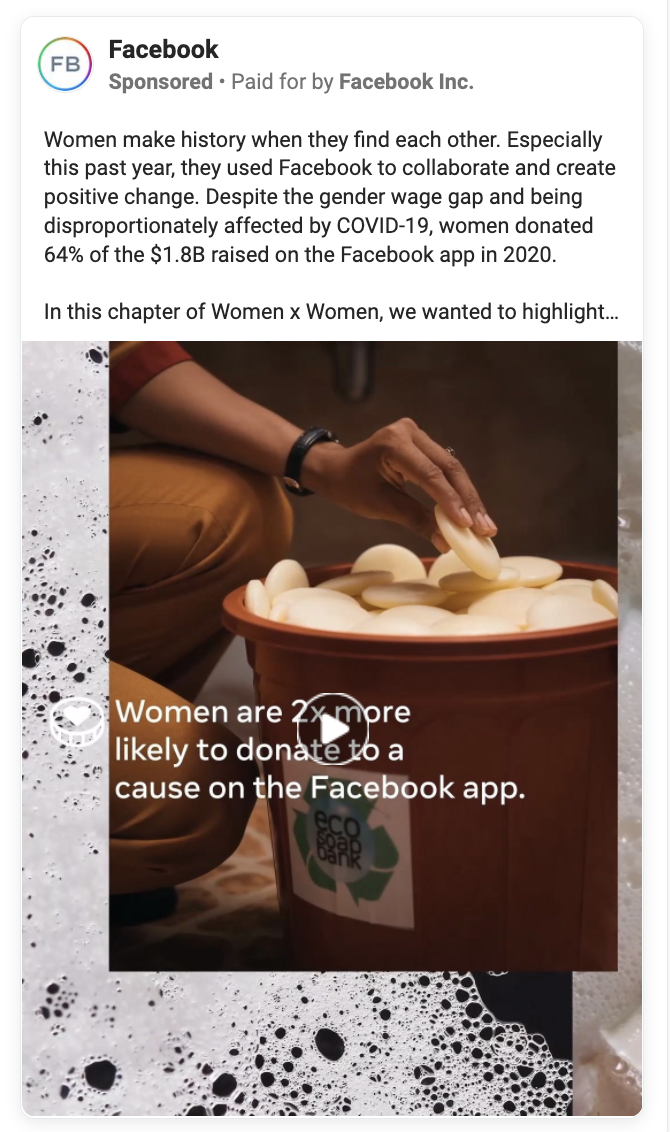 FB
Facebook
Sponsored • Paid for by Facebook Inc.
Women make history when they find each other. Especially
this past year, they used Facebook to collaborate and create
positive change. Despite the gender wage gap and being
disproportionately affected by COVID-19, women donated
64% of the $1.8B raised on the Facebook app in 2020.
In this chapter of Women x Women, we wanted to highlight...
Women are 2x more
likely to donate to a
cause on the Facebook app.
eco
soap
bank